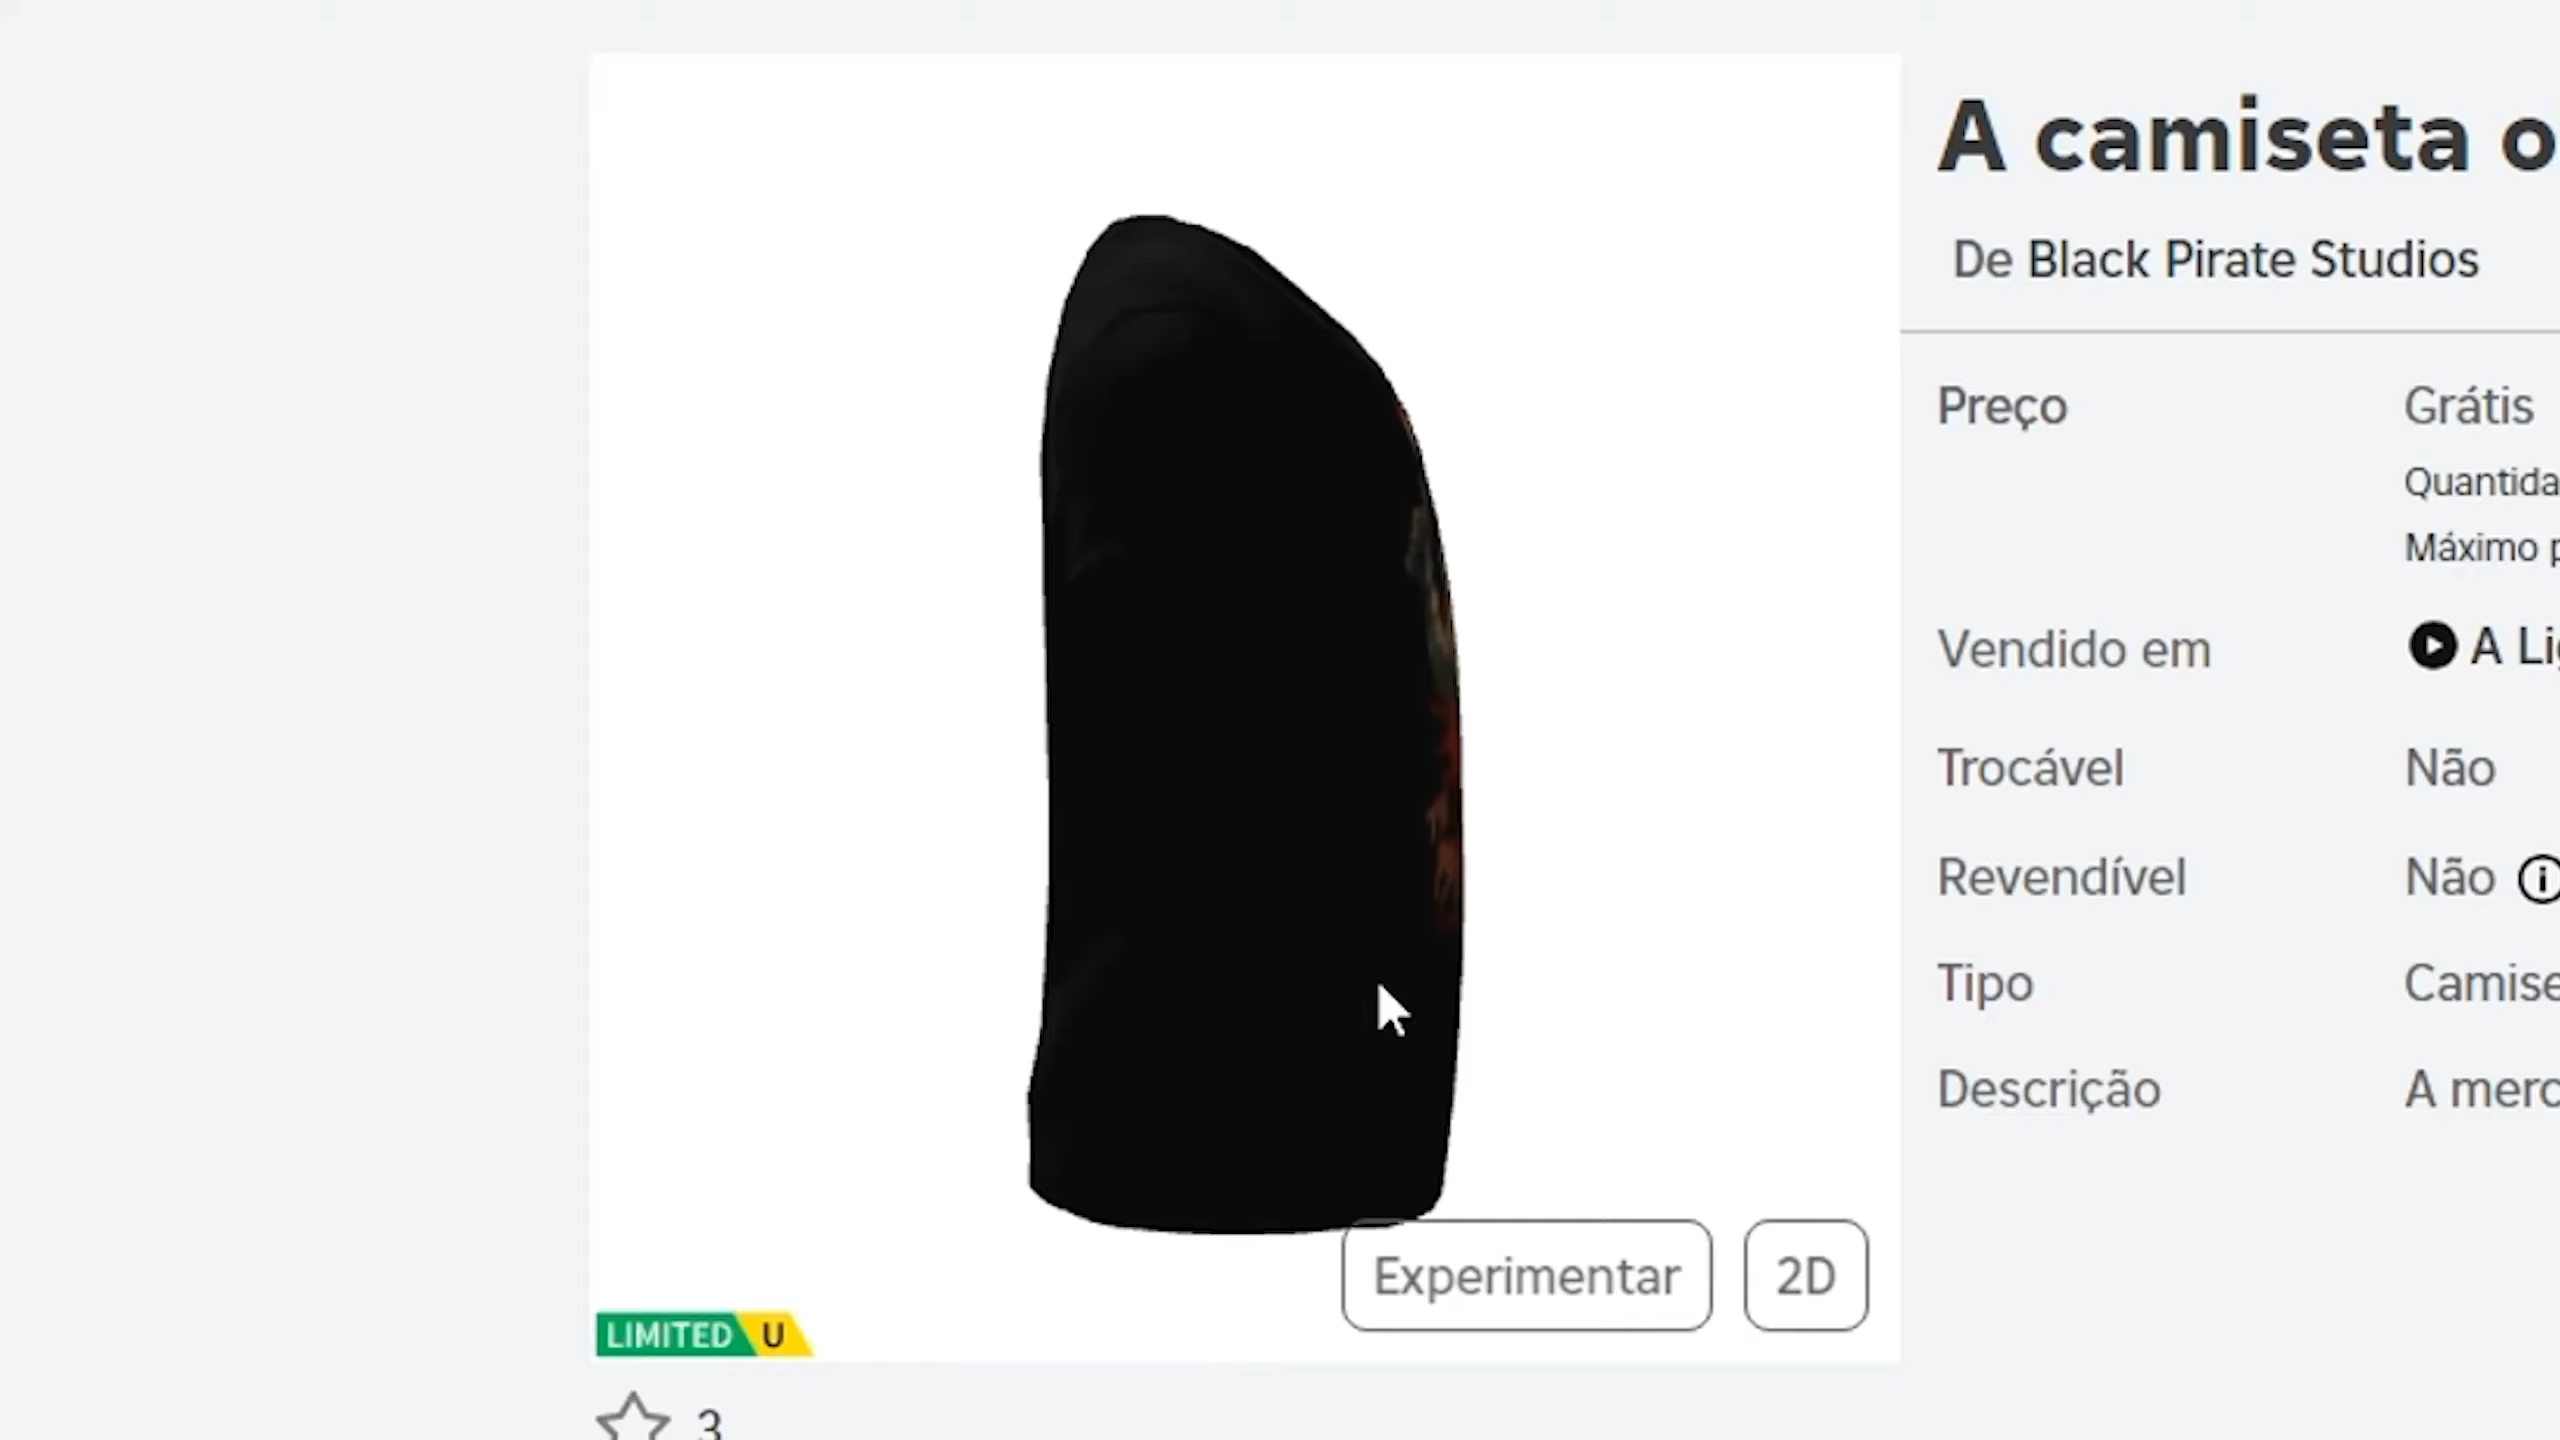 A camiseta o
De Black Pirate Studios
Preço Grátis
Quantida
Máximo p
Vendido em A Lig
Trocável Não
Revendível Não
Tipo Camise
Descrição A merc
Experimentar 2D
LIMITED U
3